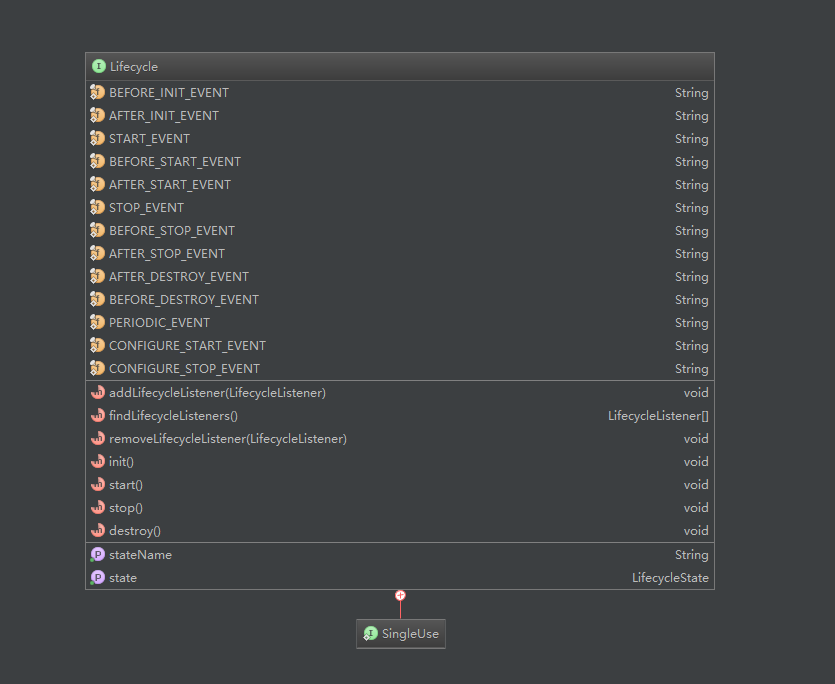 Lifecycle
BEFORE_INIT_EVENT String
AFTER_INIT_EVENT String
START_EVENT String
BEFORE_START_EVENT String
AFTER_START_EVENT String
STOP_EVENT String
BEFORE_STOP_EVENT String
AFTER_STOP_EVENT String
AFTER_DESTROY_EVENT String
BEFORE_DESTROY_EVENT String
PERIODIC_EVENT String
CONFIGURE_START_EVENT String
CONFIGURE_STOP_EVENT String
addLifecycleListener(LifecycleListener) void
findLifecycleListeners() LifecycleListener[]
removeLifecycleListener(LifecycleListener) void
init() void
start() void
stop() void
destroy() void
stateName String
state LifecycleState
SingleUse